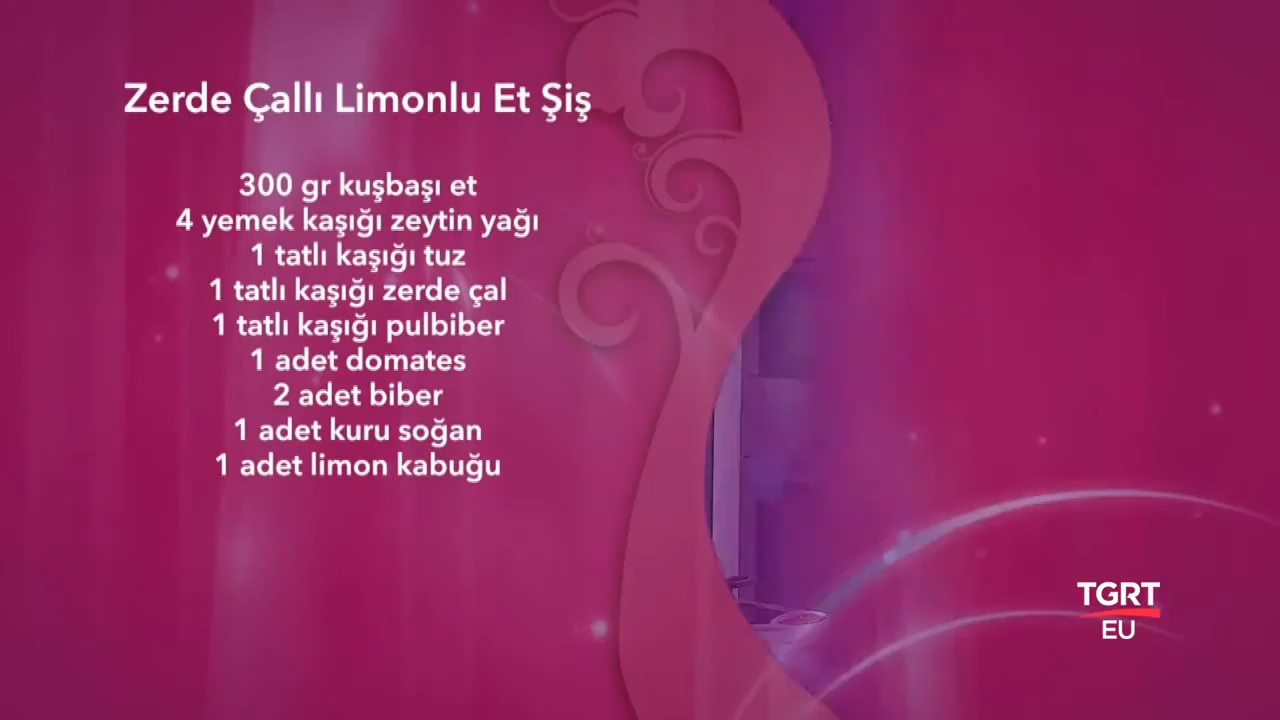 Zerde Çallı Limonlu Et Şiş
300 gr kuşbaşı et
4 yemek kaşığı zeytin yağı
1 tatlı kaşığı tuz
1 tatlı kaşığı zerde çal
1 tatlı kaşığı pulbiber
1 adet domates
2 adet biber
1 adet kuru soğan
1 adet limon kabuğu
TGRT
EU